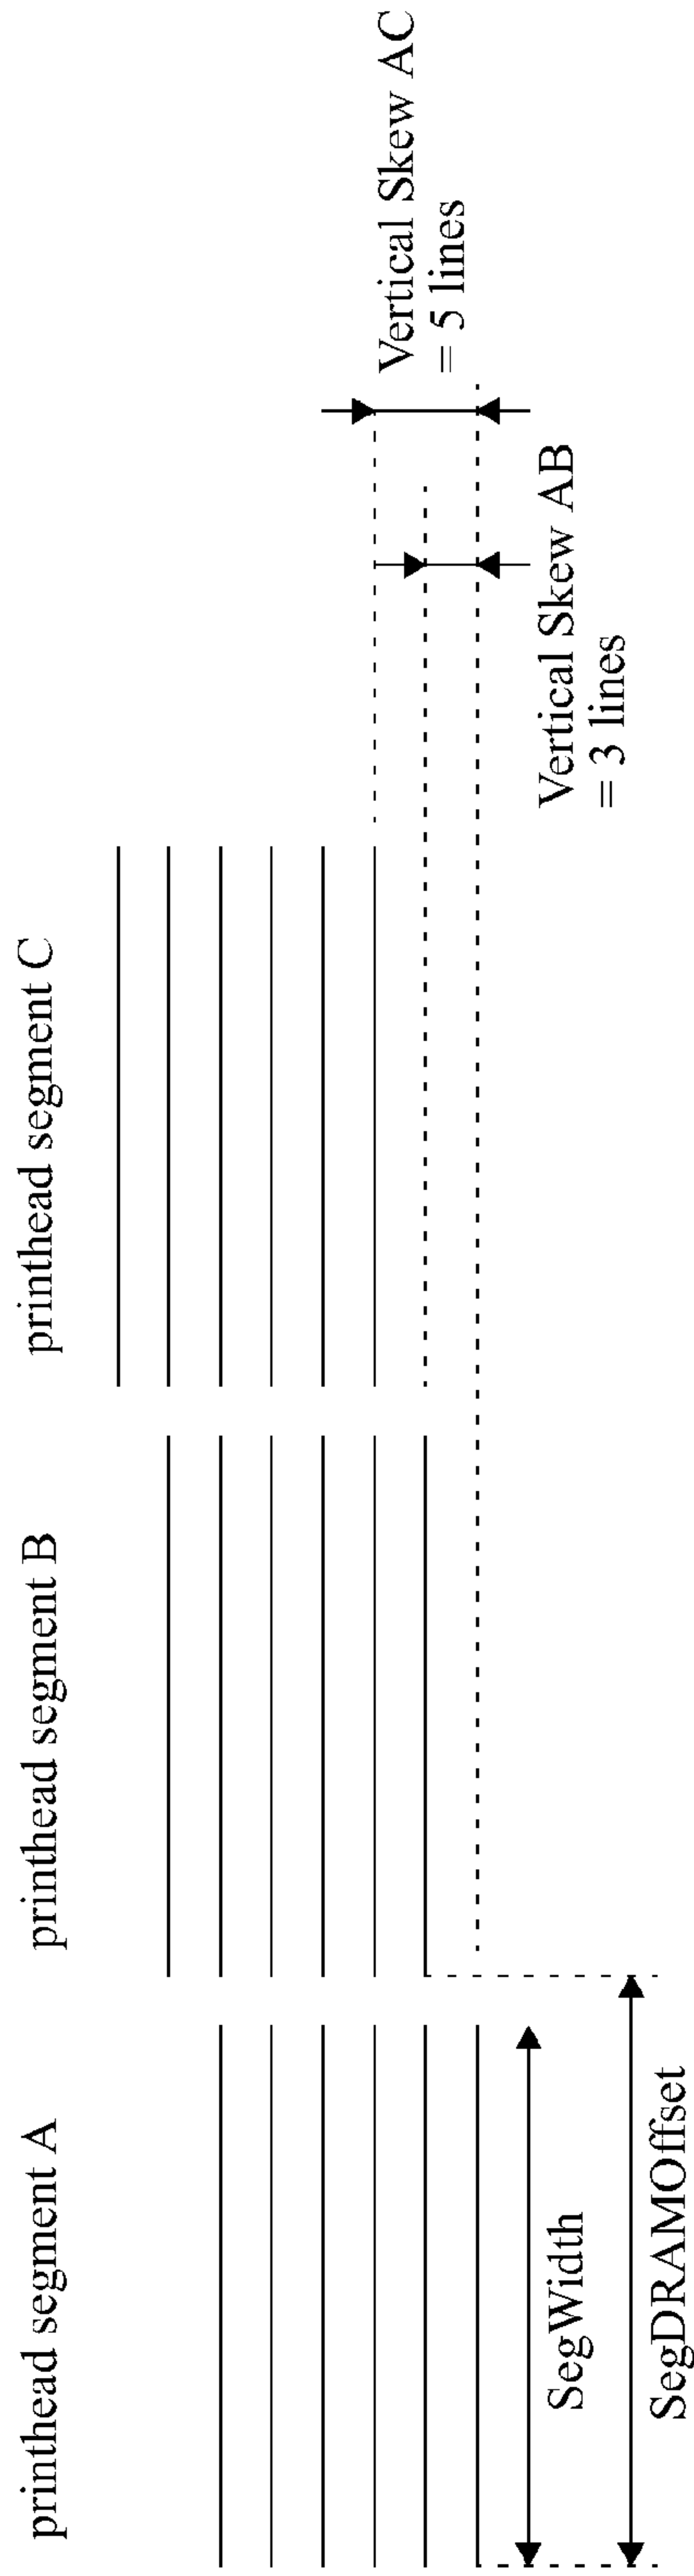 printhead segment A
printhead segment B
printhead segment C
Vertical Skew AC
= 5 lines
Vertical Skew AB
= 3 lines
SegWidth
SegDRAMOffset